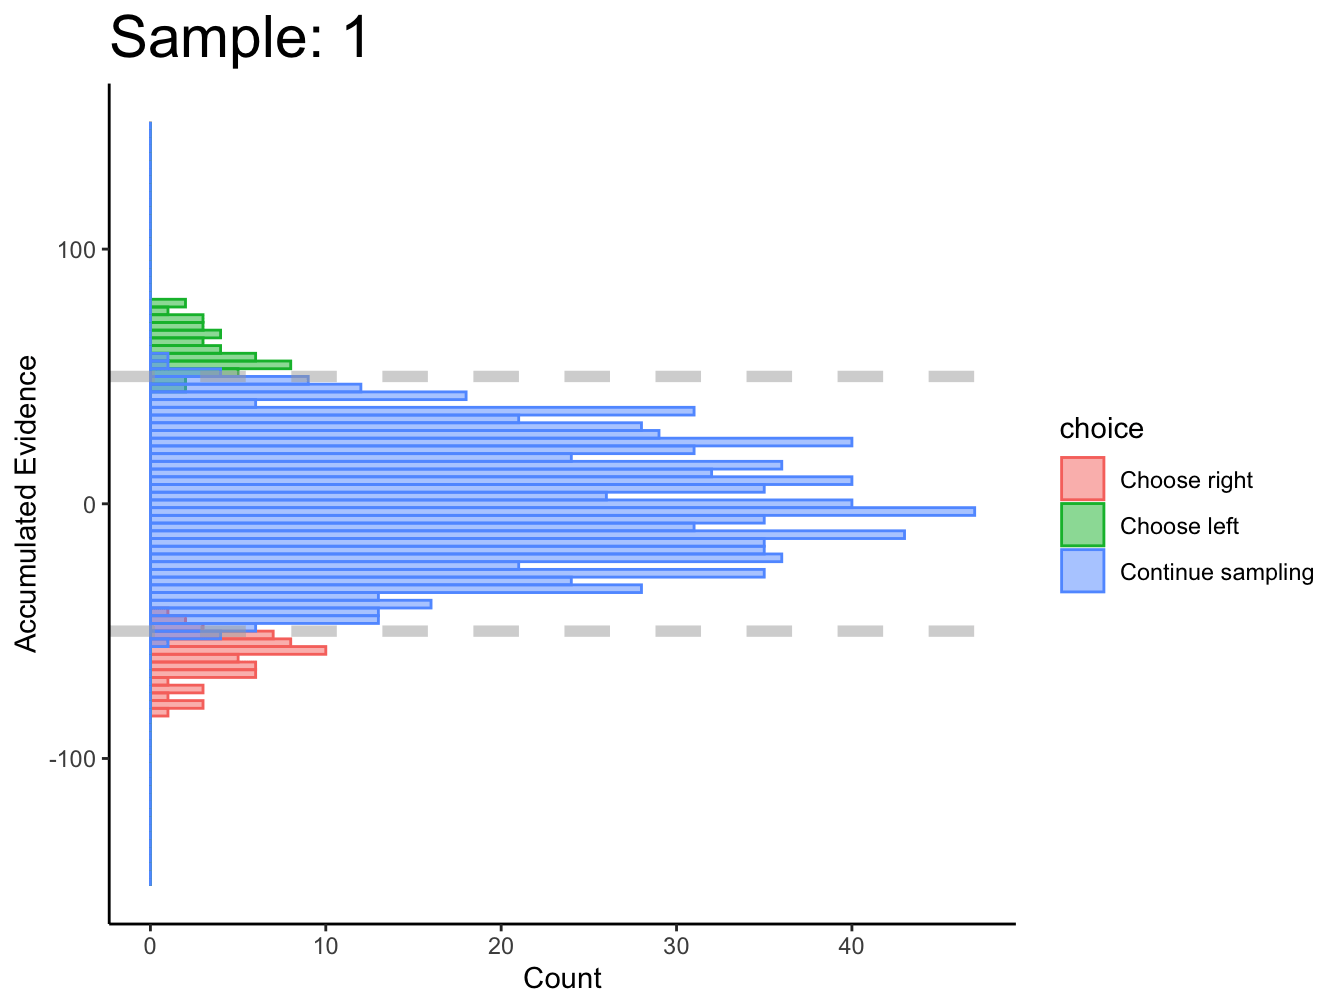 Sample: 1
100
0
-100
Accumulated Evidence
0 10 20 30 40
Count
choice
Choose right
Choose left
Continue sampling